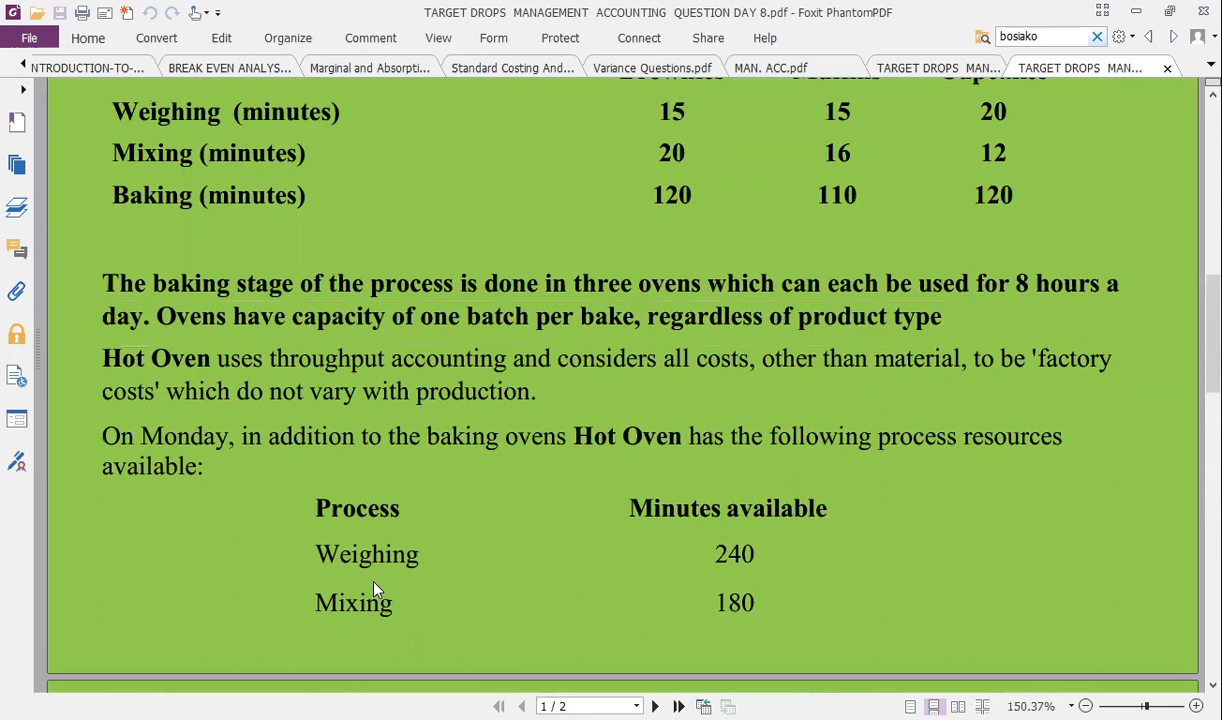 TARGET DROPS MANAGEMENT ACCOUNTING QUESTION DAY 8.pdf - Foxit PhantomPDF
File Home Convert Edit Organize Comment View Form Protect Connect Share Help bosiako
NTRODUCTION-TO-... BREAK EVEN ANALYS... Marginal and Absorpti... Standard Costing And... Variance Questions.pdf MAN. ACC.pdf TARGET DROPS MAN... TARGET DROPS MAN...
Weighing (minutes) 15 15 20
Mixing (minutes) 20 16 12
Baking (minutes) 120 110 120
The baking stage of the process is done in three ovens which can each be used for 8 hours a
day. Ovens have capacity of one batch per bake, regardless of product type
Hot Oven uses throughput accounting and considers all costs, other than material, to be 'factory
costs' which do not vary with production.
On Monday, in addition to the baking ovens Hot Oven has the following process resources
available:
Process Minutes available
Weighing 240
Mixing 180
1 / 2 150.37%